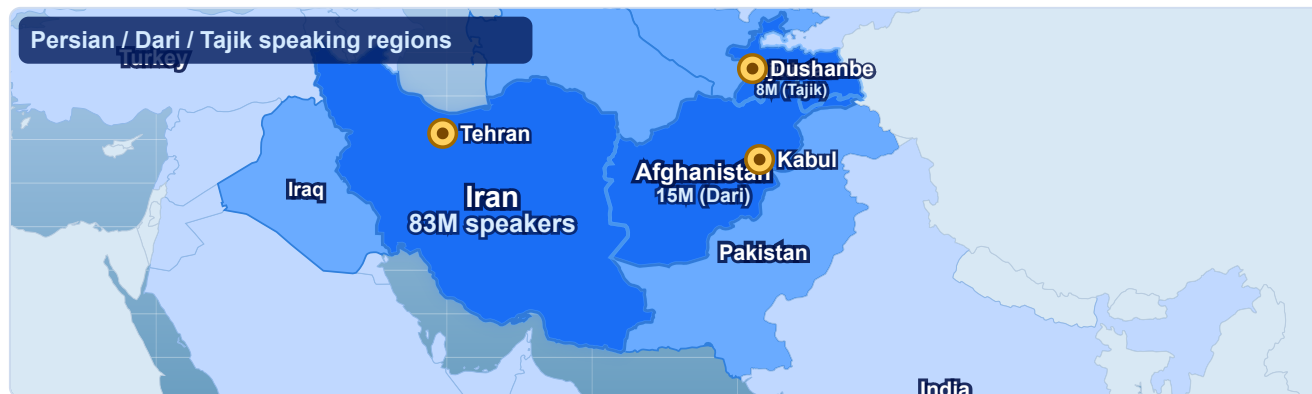 Persian / Dari / Tajik speaking regions
Turkey
Dushanbe
8M (Tajik)
Tehran
Kabul
Afghanistan
15M (Dari)
Iraq
Iran
83M speakers
Pakistan
India